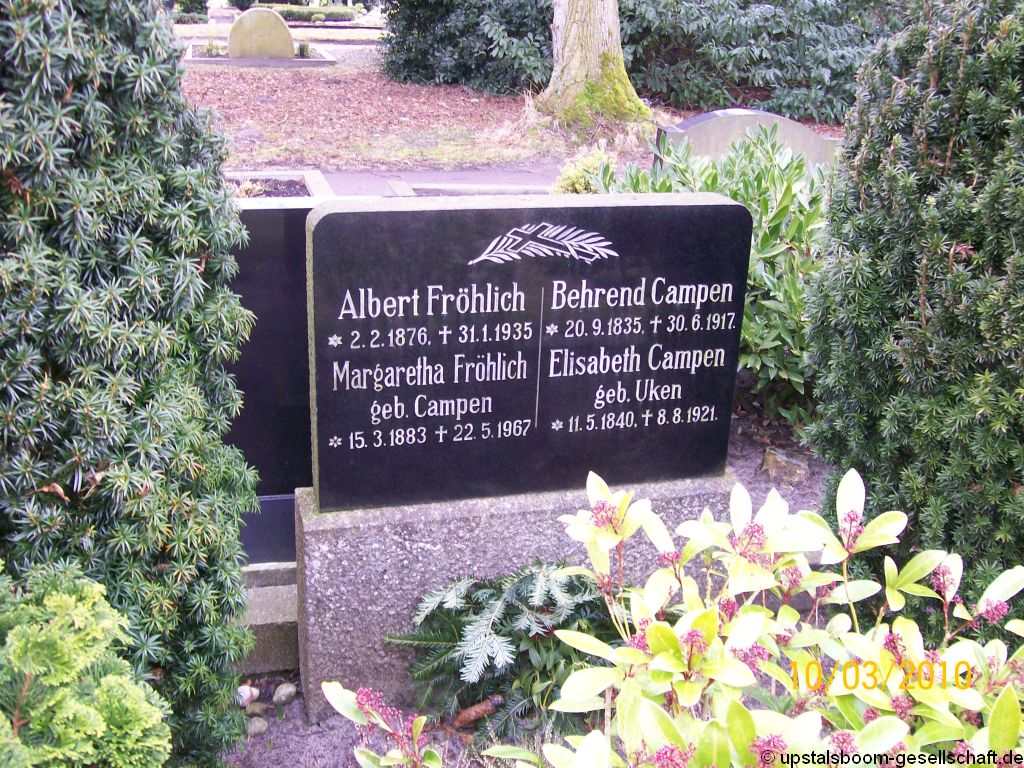 Albert Fröhlich
* 2. 2. 1876, ✝ 31.1.1935
Margaretha Fröhlich
geb. Campen
* 15. 3. 1883 ✝ 22. 5. 1967
Behrend Campen
* 20. 9. 1835, ✝ 30. 6. 1917.
Elisabeth Campen
geb. Uken
* 11. 5. 1840, ✝ 8. 8. 1921.
10/03/2010
© upstalsboom-gesellschaft.de